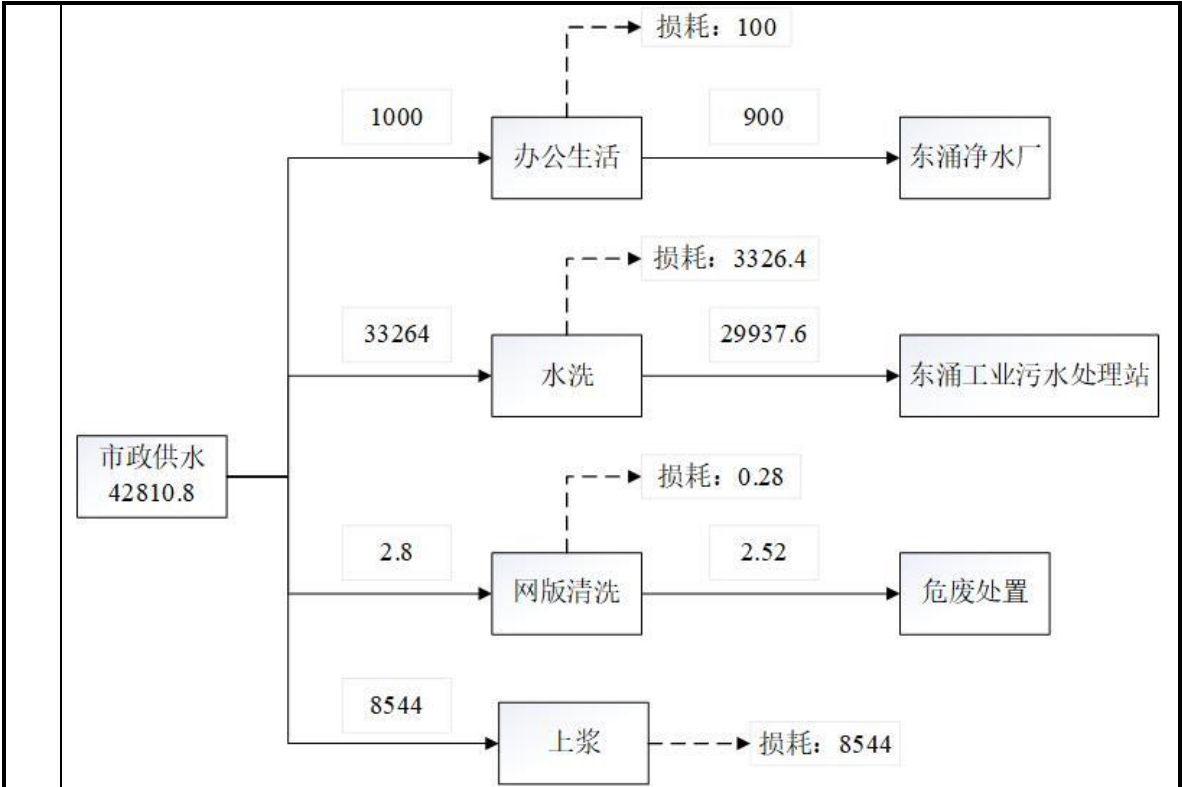 损耗：100
1000
900
办公生活
东涌净水厂
损耗：3326.4
33264
29937.6
水洗
东涌工业污水处理站
市政供水
42810.8
损耗：0.28
2.8
2.52
网版清洗
危废处置
8544
上浆
损耗：8544